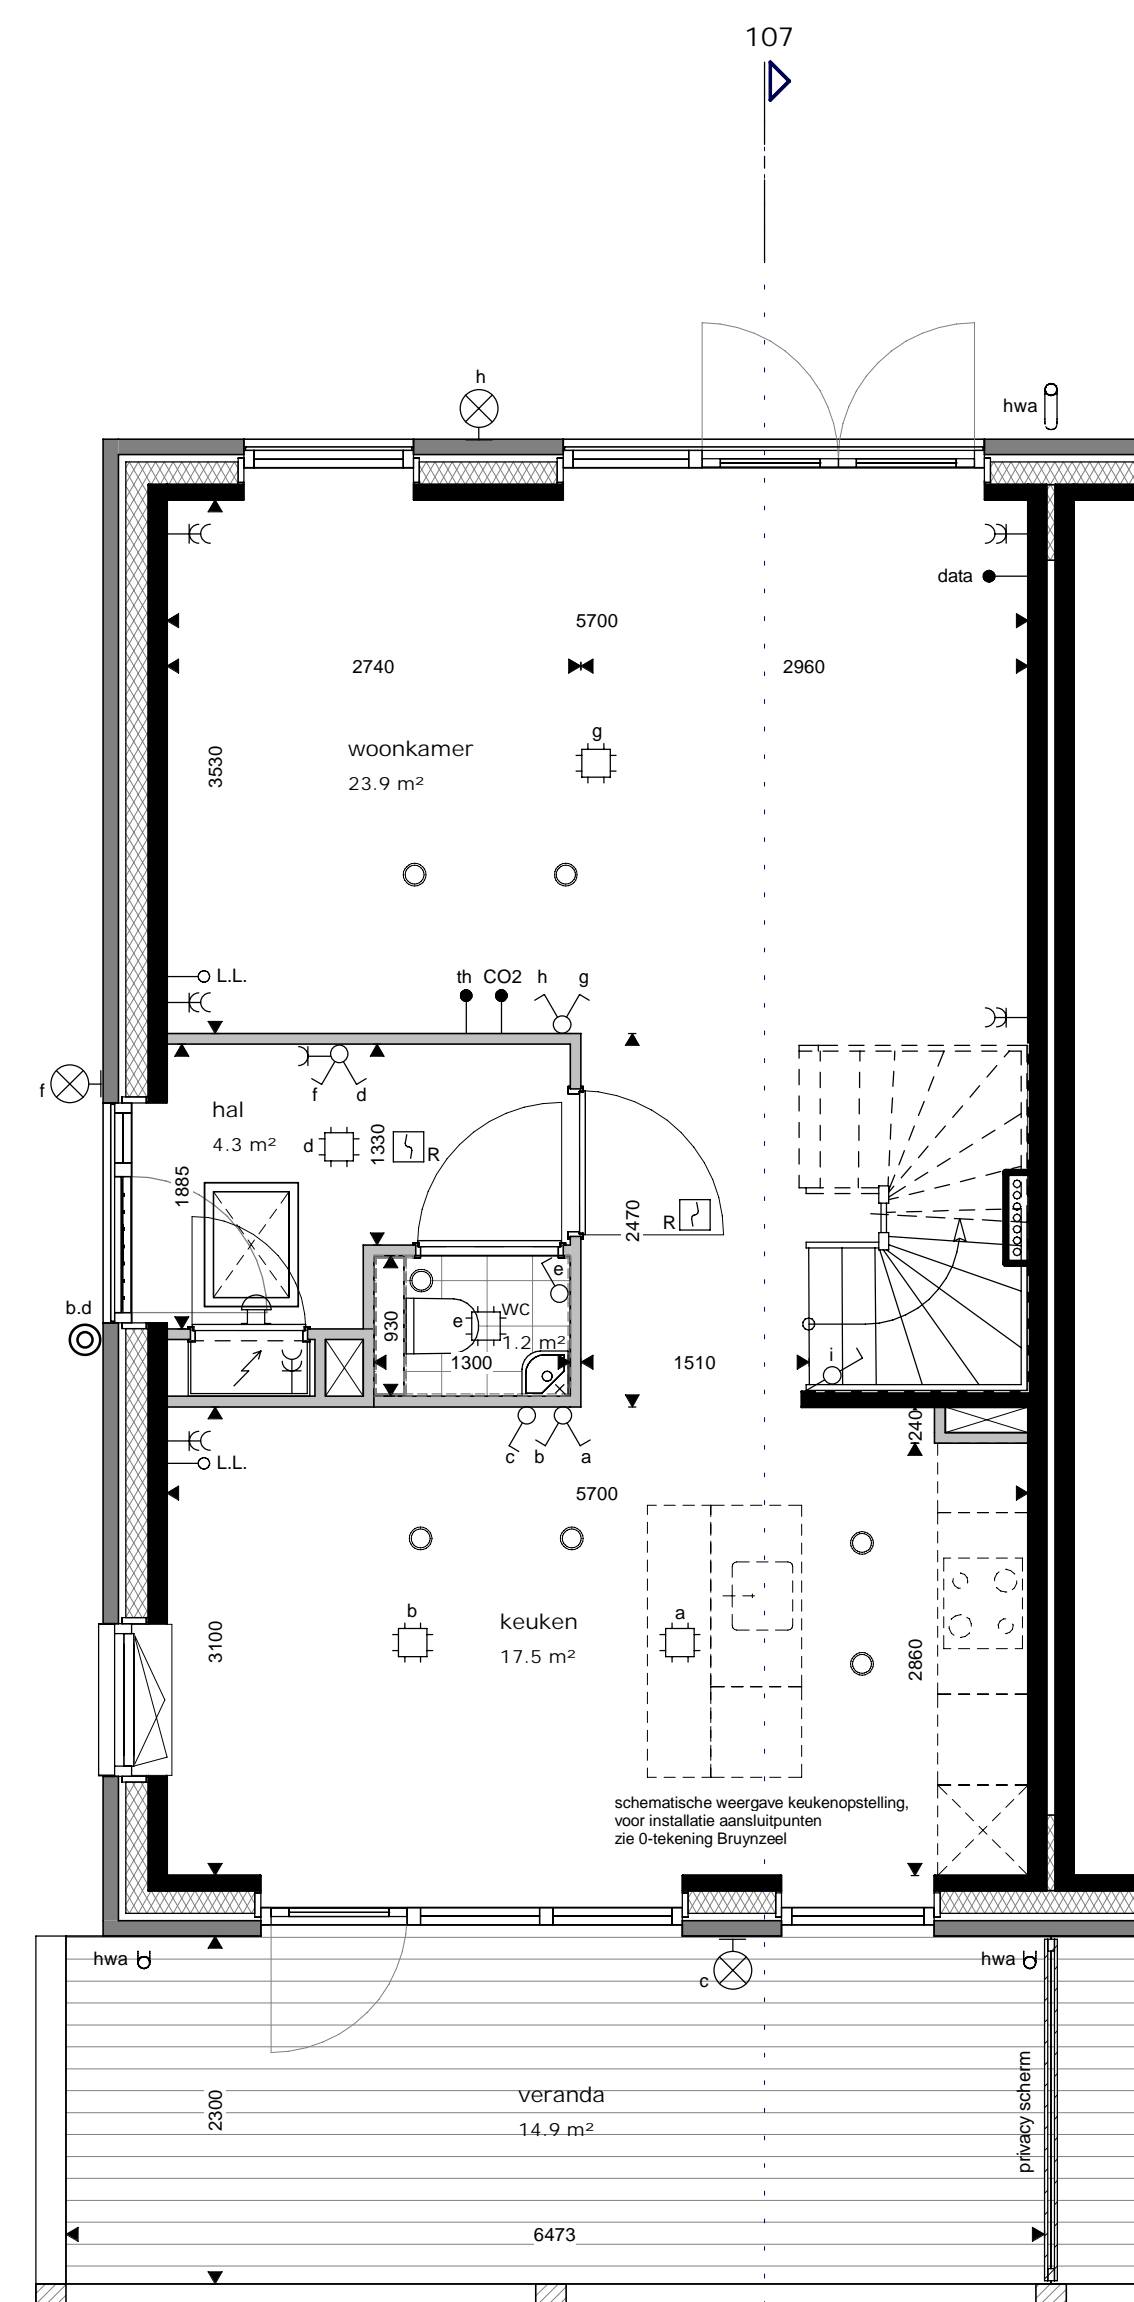 107
h
hwa
data
5700
2740
2960
g
woonkamer
23.9 m²
3530
L.L.
th
CO2
h
g
f
f
d
hal
4.3 m²
d
1330
R
1885
2470
R
e
b.d
WC
e
1.2 m²
930
1300
1510
i
240
c
b
a
L.L.
5700
b
a
keuken
17.5 m²
3100
2860
schematische weergave keukenopstelling,
voor installatie aansluitpunten
zie 0-tekening Bruynzeel
hwa
hwa
c
veranda
14.9 m²
2300
privacy scherm
6473